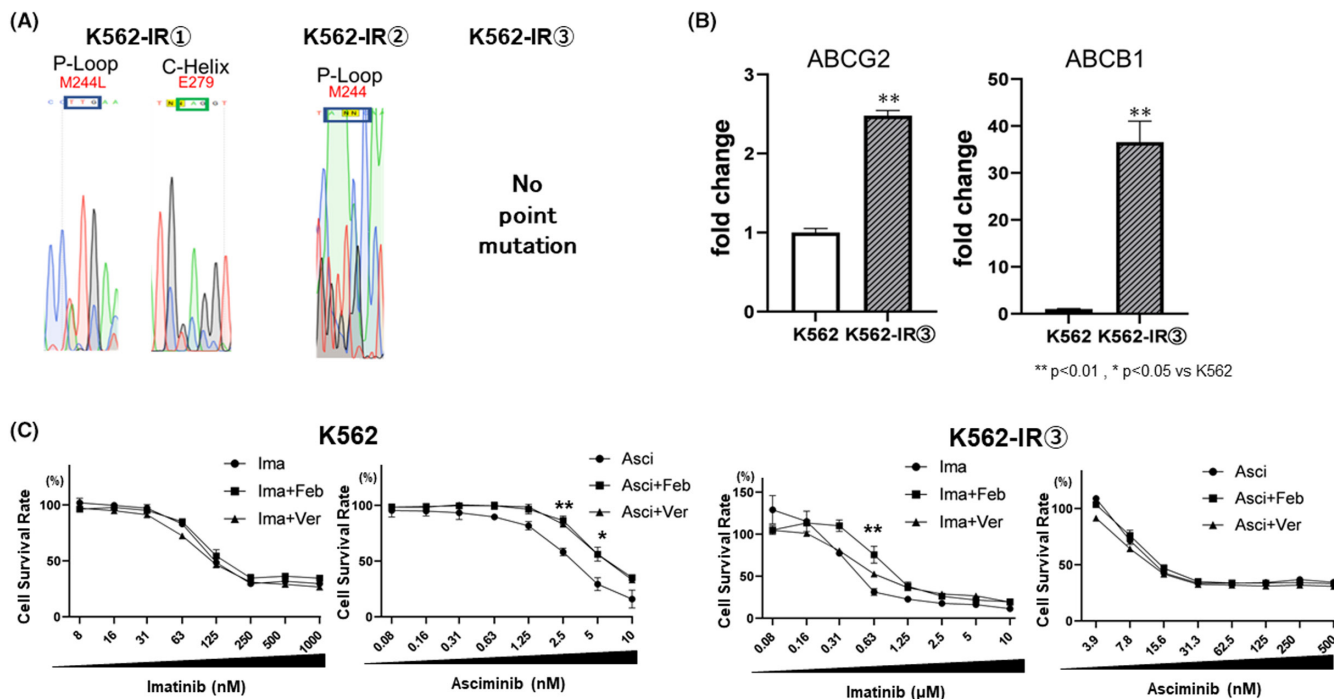 (A)
K562-IR①
K562-IR②
K562-IR③
P-Loop
M244L
C-Helix
E279
P-Loop
M244
T T G A A
No
point
mutation
(B)
ABCG2
ABCB1
fold change
3
2
1
0
K562
K562-IR③
fold change
50
40
30
20
10
0
K562
K562-IR③
**
**
** p<0.01 , * p<0.05 vs K562
(C)
K562
(%)
Cell Survival Rate
100
50
0
Ima
Ima+Feb
Ima+Ver
8 16 31 63 125 250 500 1000
Imatinib (nM)
(%)
Cell Survival Rate
100
50
0
Asci
Asci+Feb
Asci+Ver
**
*
0.08 0.16 0.31 0.63 1.25 2.5 5 10
Asciminib (nM)
K562-IR③
(%)
Cell Survival Rate
150
100
50
0
Ima
Ima+Feb
Ima+Ver
**
0.08 0.16 0.31 0.63 1.25 2.5 5 10
Imatinib (μM)
(%)
Cell Survival Rate
100
50
0
Asci
Asci+Feb
Asci+Ver
3.9 7.8 15.6 31.3 62.5 125 250 500
Asciminib (nM)